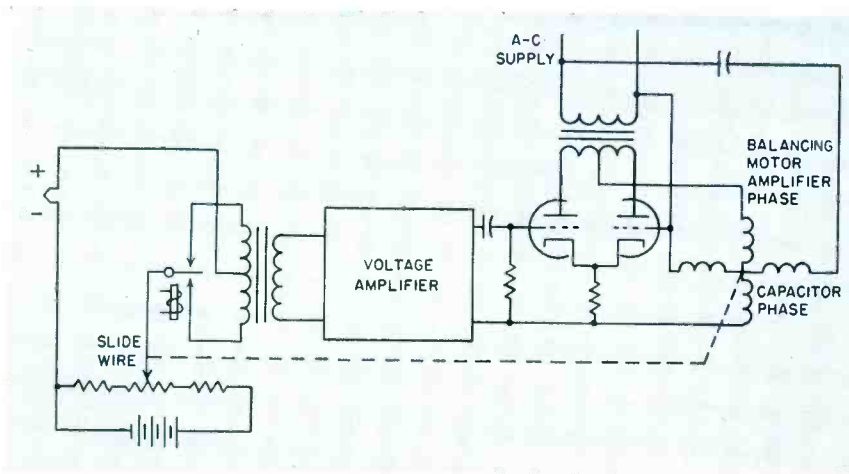 A-C
SUPPLY
BALANCING
MOTOR
AMPLIFIER
PHASE
+
-
VOLTAGE
AMPLIFIER
CAPACITOR
PHASE
SLIDE
WIRE